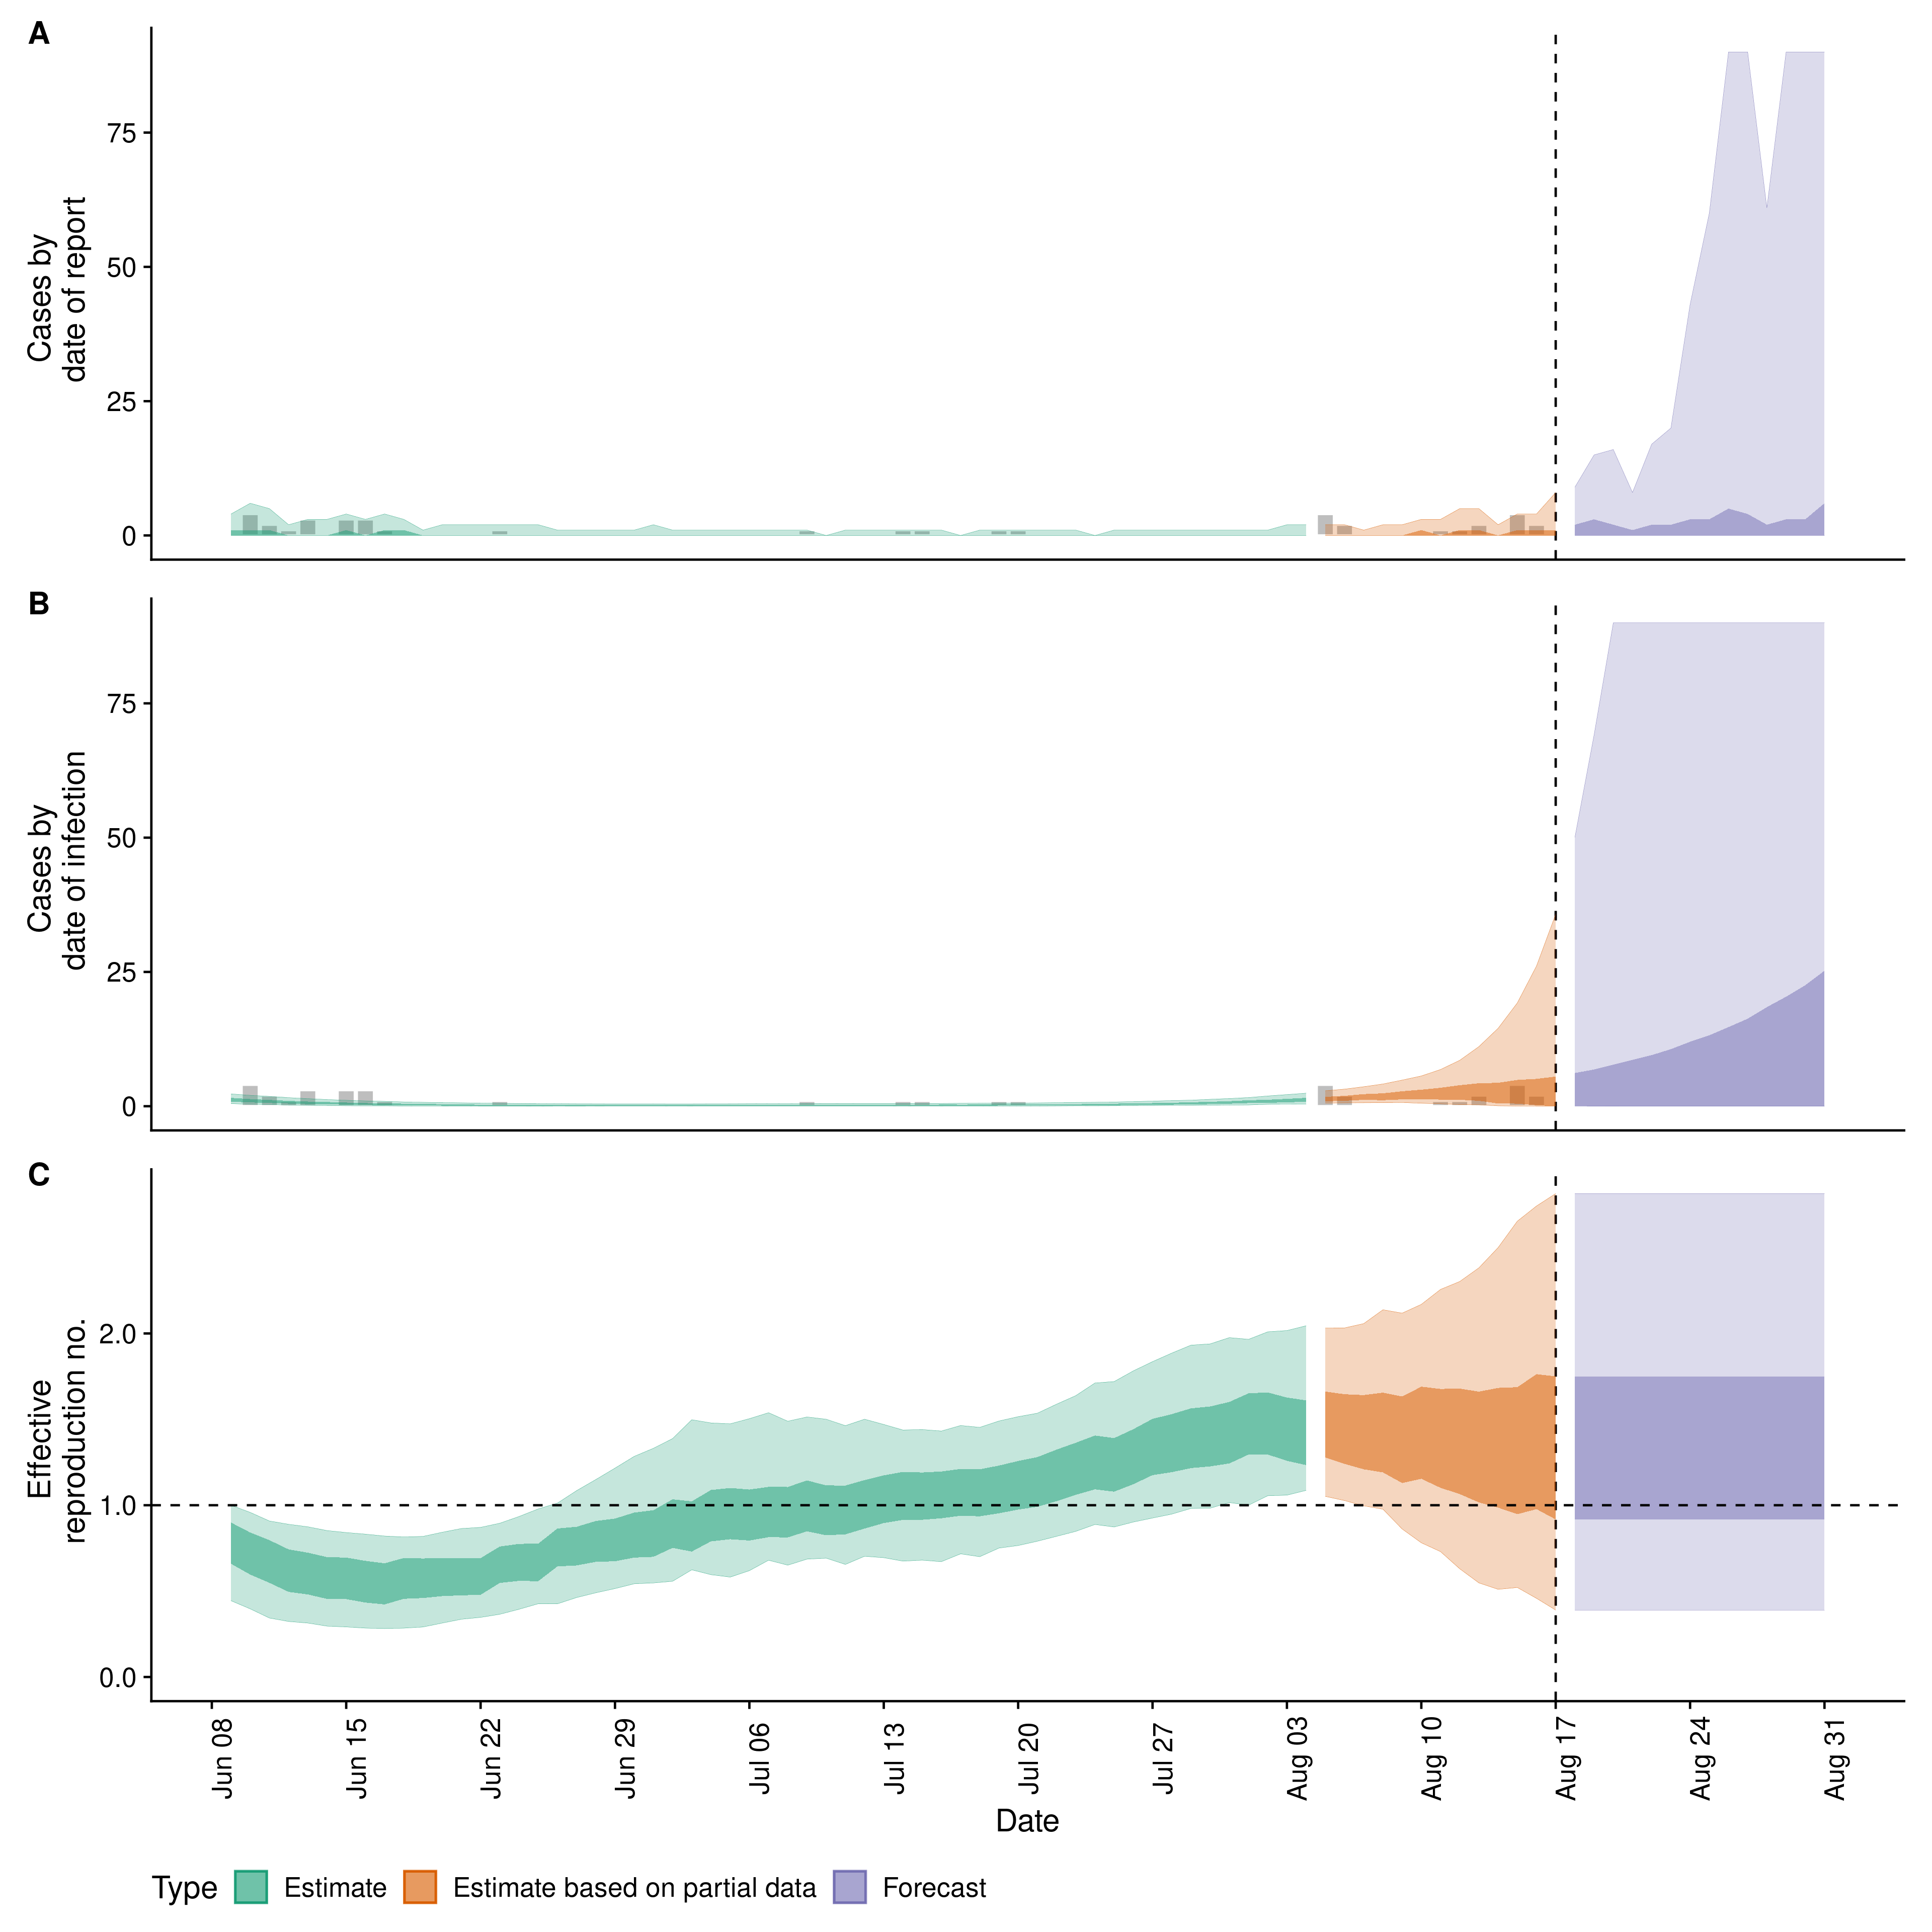 A
75
50
25
0
Cases by
date of report
B
75
50
25
0
Cases by
date of infection
C
2.0
1.0
0.0
Effective
reproduction no.
Jun 08
Jun 15
Jun 22
Jun 29
Jul 06
Jul 13
Jul 20
Jul 27
Aug 03
Aug 10
Aug 17
Aug 24
Aug 31
Date
Type Estimate Estimate based on partial data Forecast